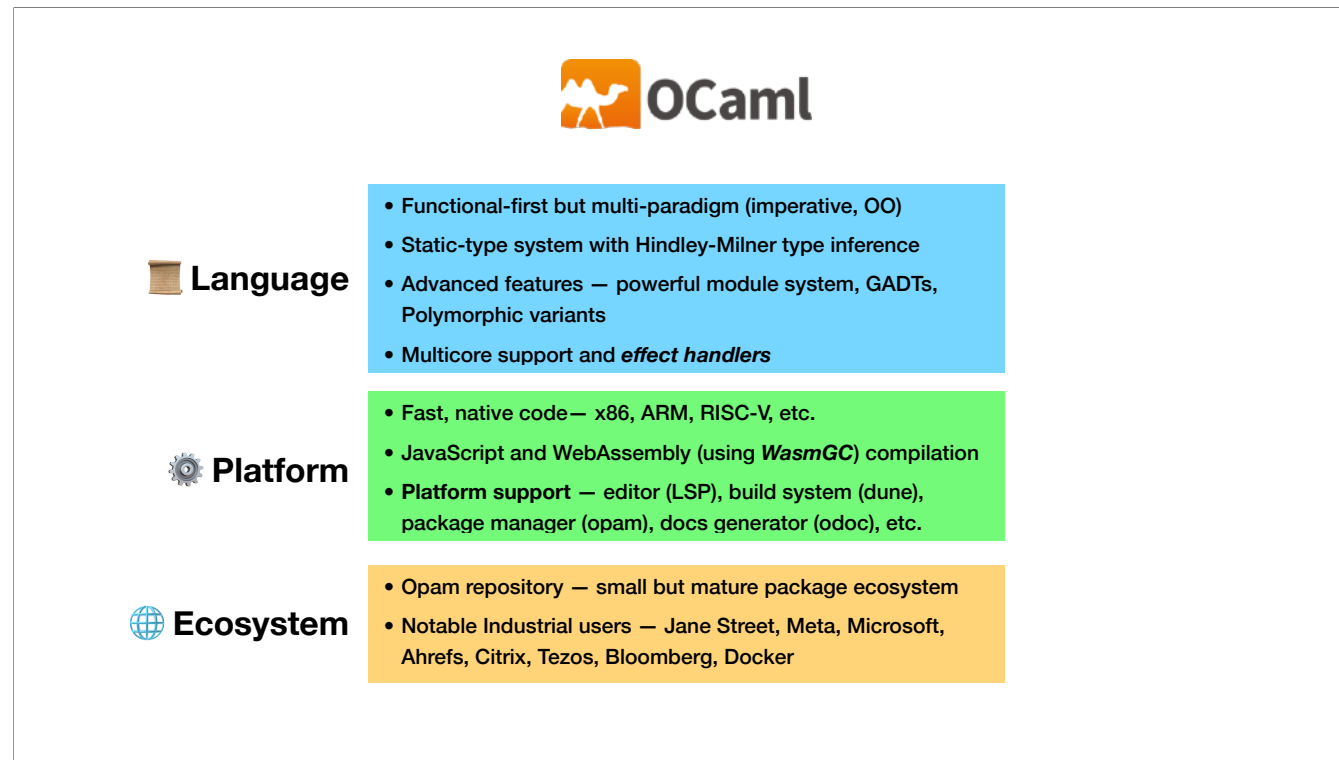 OCaml
Language
• Functional-first but multi-paradigm (imperative, OO)
• Static-type system with Hindley-Milner type inference
• Advanced features — powerful module system, GADTs,
Polymorphic variants
• Multicore support and effect handlers
Platform
• Fast, native code— x86, ARM, RISC-V, etc.
• JavaScript and WebAssembly (using WasmGC) compilation
• Platform support — editor (LSP), build system (dune),
package manager (opam), docs generator (odoc), etc.
Ecosystem
• Opam repository — small but mature package ecosystem
• Notable Industrial users — Jane Street, Meta, Microsoft,
Ahrefs, Citrix, Tezos, Bloomberg, Docker